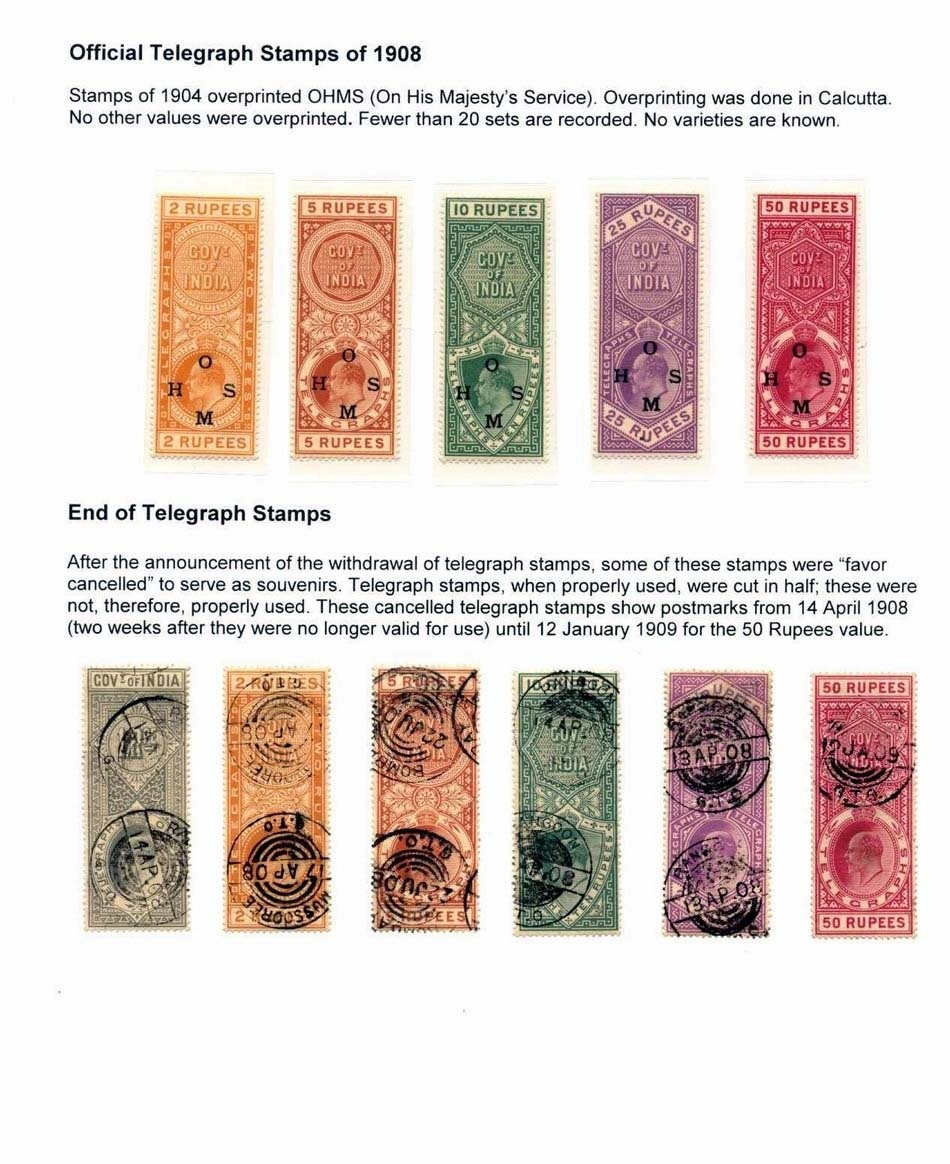 Official Telegraph Stamps of 1908
Stamps of 1904 overprinted OHMS (On His Majesty's Service). Overprinting was done in Calcutta.
No other values were overprinted. Fewer than 20 sets are recorded. No varieties are known.
2 RUPEES
GOVT
OF
INDIA
TELEGRAPHS
TWO RUPEES
O
H S
M
2 RUPEES
5 RUPEES
GOVT
OF
INDIA
O
H S
M
TELEGRAPHS
5 RUPEES
10 RUPEES
GOVT
OF
INDIA
O
H S
M
TELEGRAPHS TEN RUPEES
25 RUPEES
GOVT
OF
INDIA
TELEGRAPHS TELEGRAPHS
O
H S
M
25 RUPEES
50 RUPEES
GOVT
OF
INDIA
O
H S
M
TELEGRAPHS
50 RUPEES
End of Telegraph Stamps
After the announcement of the withdrawal of telegraph stamps, some of these stamps were “favor
cancelled” to serve as souvenirs. Telegraph stamps, when properly used, were cut in half; these were
not, therefore, properly used. These cancelled telegraph stamps show postmarks from 14 April 1908
(two weeks after they were no longer valid for use) until 12 January 1909 for the 50 Rupees value.
GOVT OF INDIA
14 AP
2 RUPEES
AP 08
G.T.O.
17 AP 08
MUSSOOREE
5 RUPEES
22 JU 08
G.T.O.
RUPEES
14 AP 08
INDIA
08
RUPEES
13 AP 08
G.T.O.
TELEGRAPHS
13 AP 08
50 RUPEES
GOVT
12 JA 09
G.T.O.
TELEGRAPHS
50 RUPEES